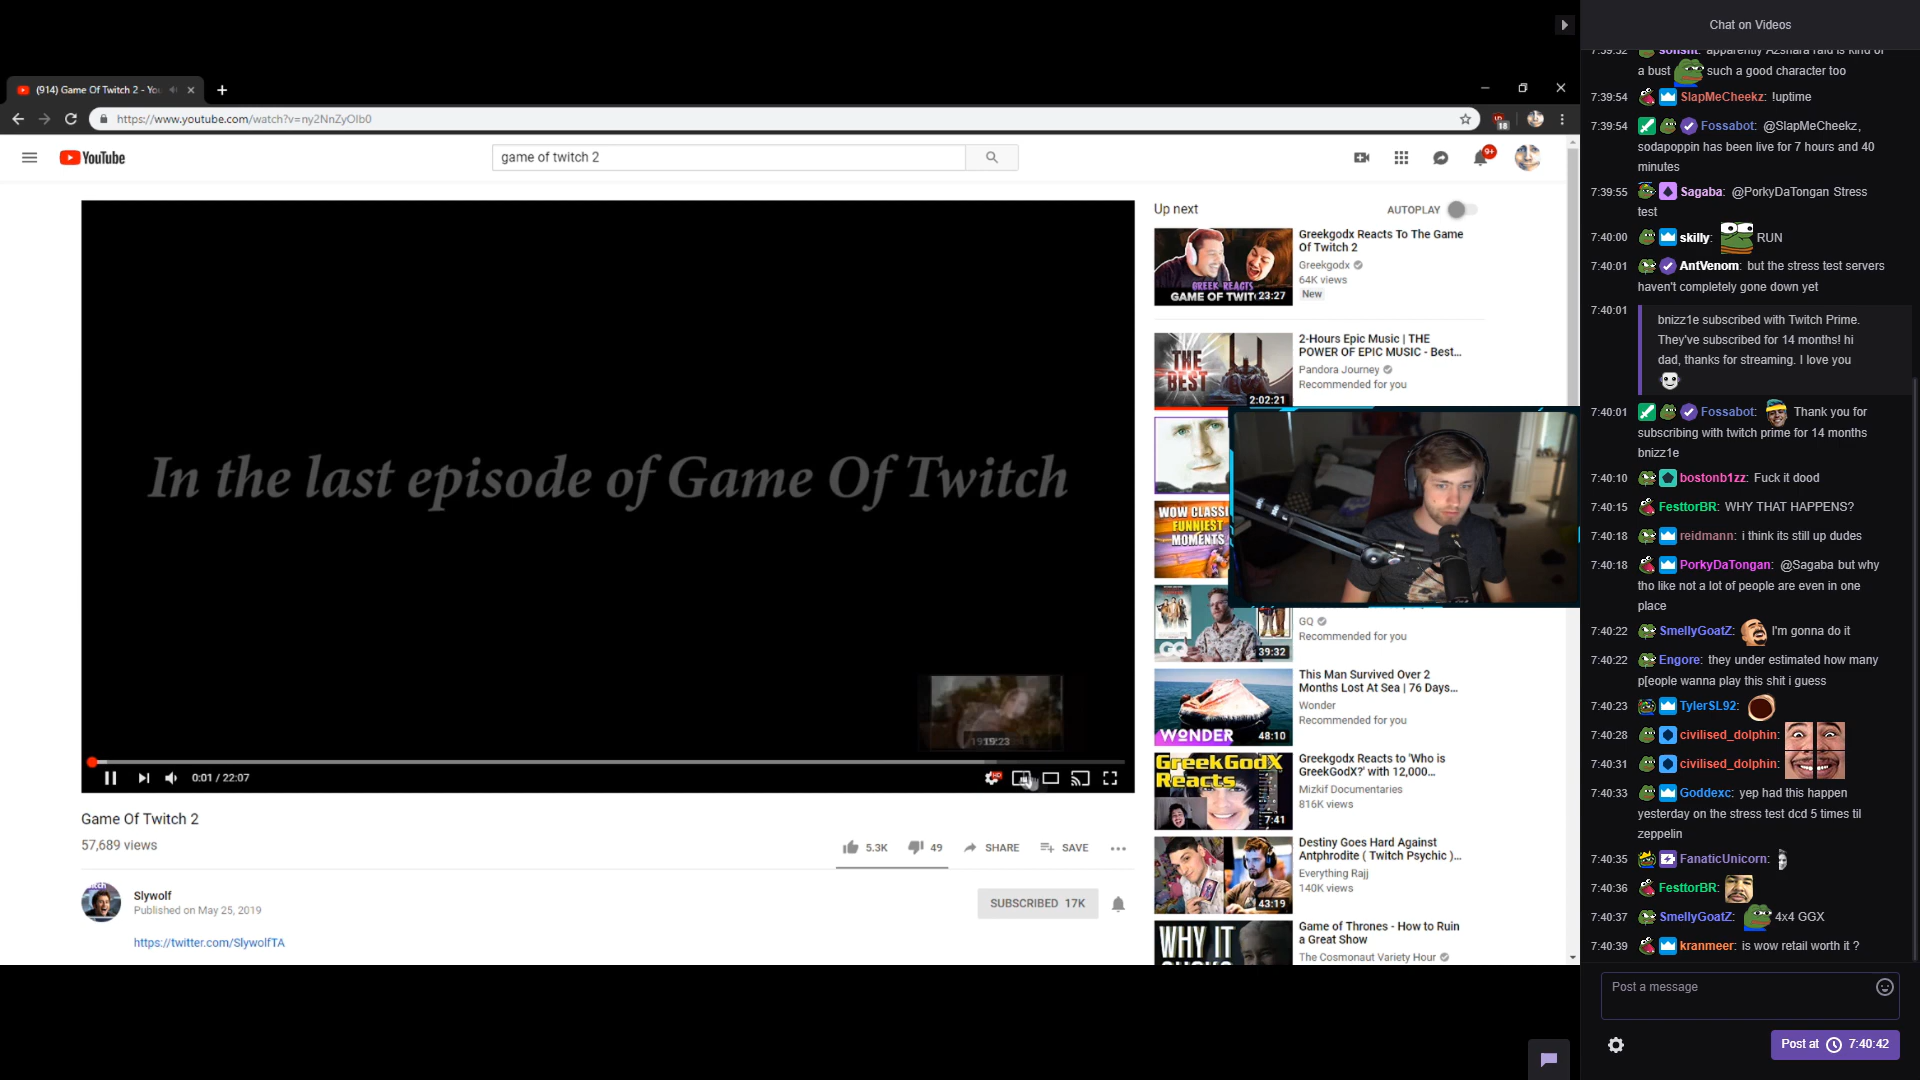 Chat on Videos
(914) Game Of Twitch 2 - You
https://www.youtube.com/watch?v=ny2NnZyOIb0
18
YouTube
game of twitch 2
9+
In the last episode of Game Of Twitch
0:01 / 22:07
HD
Game Of Twitch 2
57,689 views
5.3K
49
SHARE
SAVE
Slywolf
Published on May 25, 2019
SUBSCRIBED 17K
https://twitter.com/SlywolfTA
Up next
AUTOPLAY
GREEK REACTS
GAME OF TWIT
23:27
Greekgodx Reacts To The Game
Of Twitch 2
Greekgodx
64K views
New
THE
BEST
2:02:21
2-Hours Epic Music | THE
POWER OF EPIC MUSIC - Best...
Pandora Journey
Recommended for you
WOW CLASSI
FUNNIEST
MOMENTS
GQ
39:32
GQ
Recommended for you
WONDER
48:10
This Man Survived Over 2
Months Lost At Sea | 76 Days...
Wonder
Recommended for you
GreekGodX
Reacts
7:41
Greekgodx Reacts to 'Who is
GreekGodX?' with 12,000...
Mizkif Documentaries
816K views
43:19
Destiny Goes Hard Against
Antphrodite ( Twitch Psychic )...
Everything Rajj
140K views
WHY IT
Game of Thrones - How to Ruin
a Great Show
The Cosmonaut Variety Hour
a bust such a good character too
7:39:54 SlapMeCheekz: !uptime
7:39:54 Fossabot: @SlapMeCheekz,
sodapoppin has been live for 7 hours and 40
minutes
7:39:55 Sagaba: @PorkyDaTongan Stress
test
7:40:00 skilly: RUN
7:40:01 AntVenom: but the stress test servers
haven't completely gone down yet
7:40:01 bnizz1e subscribed with Twitch Prime.
They've subscribed for 14 months! hi
dad, thanks for streaming. I love you
7:40:01 Fossabot: Thank you for
subscribing with twitch prime for 14 months
bnizz1e
7:40:10 bostonb1zz: Fuck it dood
7:40:15 FesttorBR: WHY THAT HAPPENS?
7:40:18 reidmann: i think its still up dudes
7:40:18 PorkyDaTongan: @Sagaba but why
tho like not a lot of people are even in one
place
7:40:22 SmellyGoatZ: I'm gonna do it
7:40:22 Engore: they under estimated how many
p[eople wanna play this shit i guess
7:40:23 TylerSL92:
7:40:28 civilised_dolphin:
7:40:31 civilised_dolphin:
7:40:33 Goddexc: yep had this happen
yesterday on the stress test dcd 5 times til
zeppelin
7:40:35 FanaticUnicorn:
7:40:36 FesttorBR:
7:40:37 SmellyGoatZ: 4x4 GGX
7:40:39 kranmeer: is wow retail worth it ?
Post a message
Post at 7:40:42